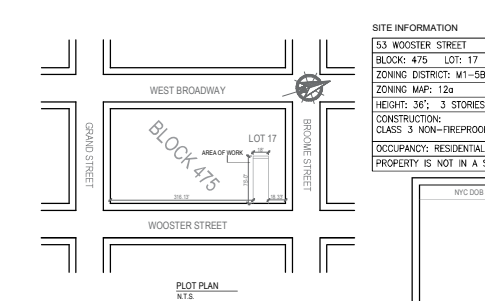 SITE INFORMATION
53 WOOSTER STREET
BLOCK: 475 LOT: 17
ZONING DISTRICT: M1-5B
ZONING MAP: 12a
HEIGHT: 36'; 3 STORIES
CONSTRUCTION:
CLASS 3 NON-FIREPROOF
OCCUPANCY: RESIDENTIAL
PROPERTY IS NOT IN A S
NYC DOB
WEST BROADWAY
GRAND STREET
BLOCK 475
LOT 17
AREA OF WORK
BROOME STREET
WOOSTER STREET
PLOT PLAN
N.T.S.